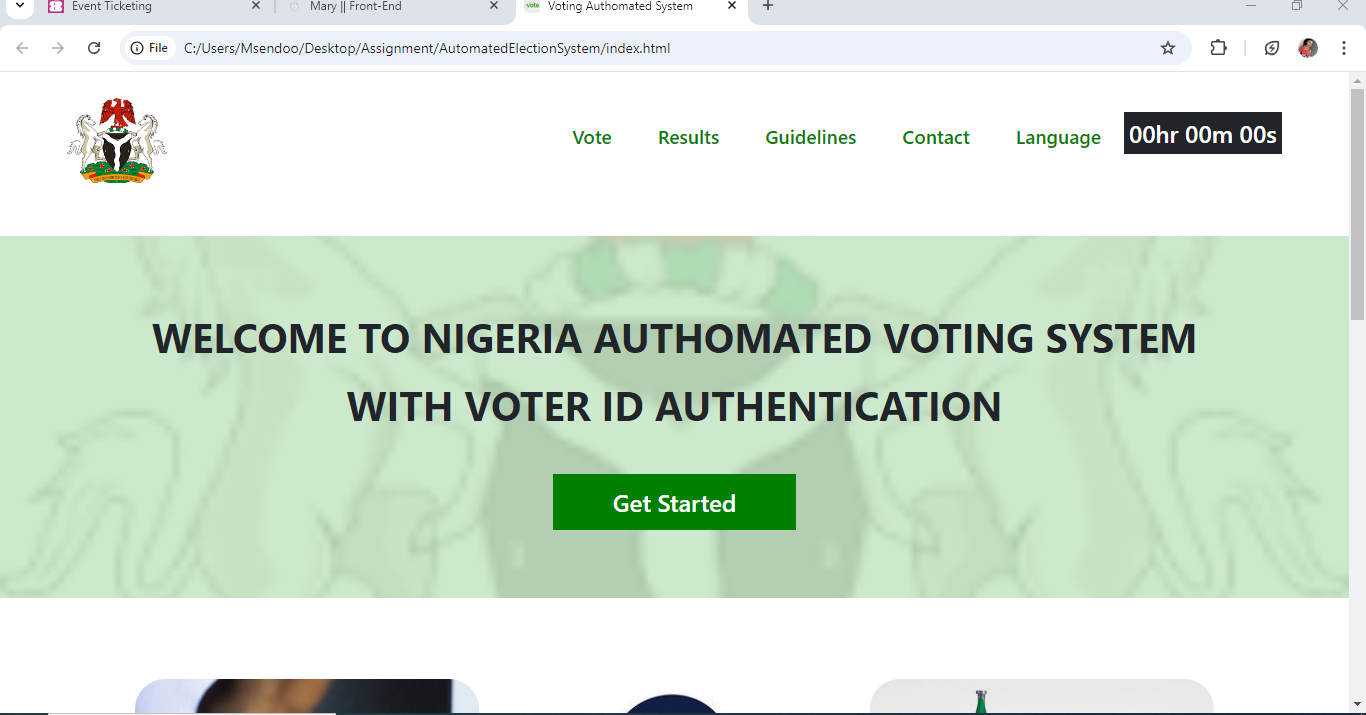 Event Ticketing
Mary || Front-End
vote
Voting Authomated System
File
C:/Users/Msendoo/Desktop/Assignment/AutomatedElectionSystem/index.html
Vote
Results
Guidelines
Contact
Language
00hr 00m 00s
WELCOME TO NIGERIA AUTHOMATED VOTING SYSTEM
WITH VOTER ID AUTHENTICATION
Get Started